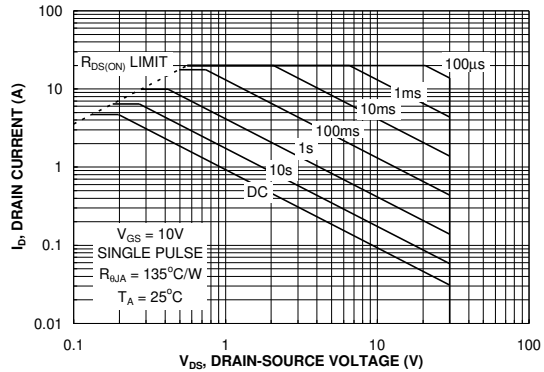 100
R_DS(ON) LIMIT
100µs
10
1ms
10ms
100ms
1
1s
10s
DC
V_GS = 10V
SINGLE PULSE
R_θJA = 135°C/W
T_A = 25°C
0.1
0.01
0.1
1
10
100
I_D, DRAIN CURRENT (A)
V_DS, DRAIN-SOURCE VOLTAGE (V)